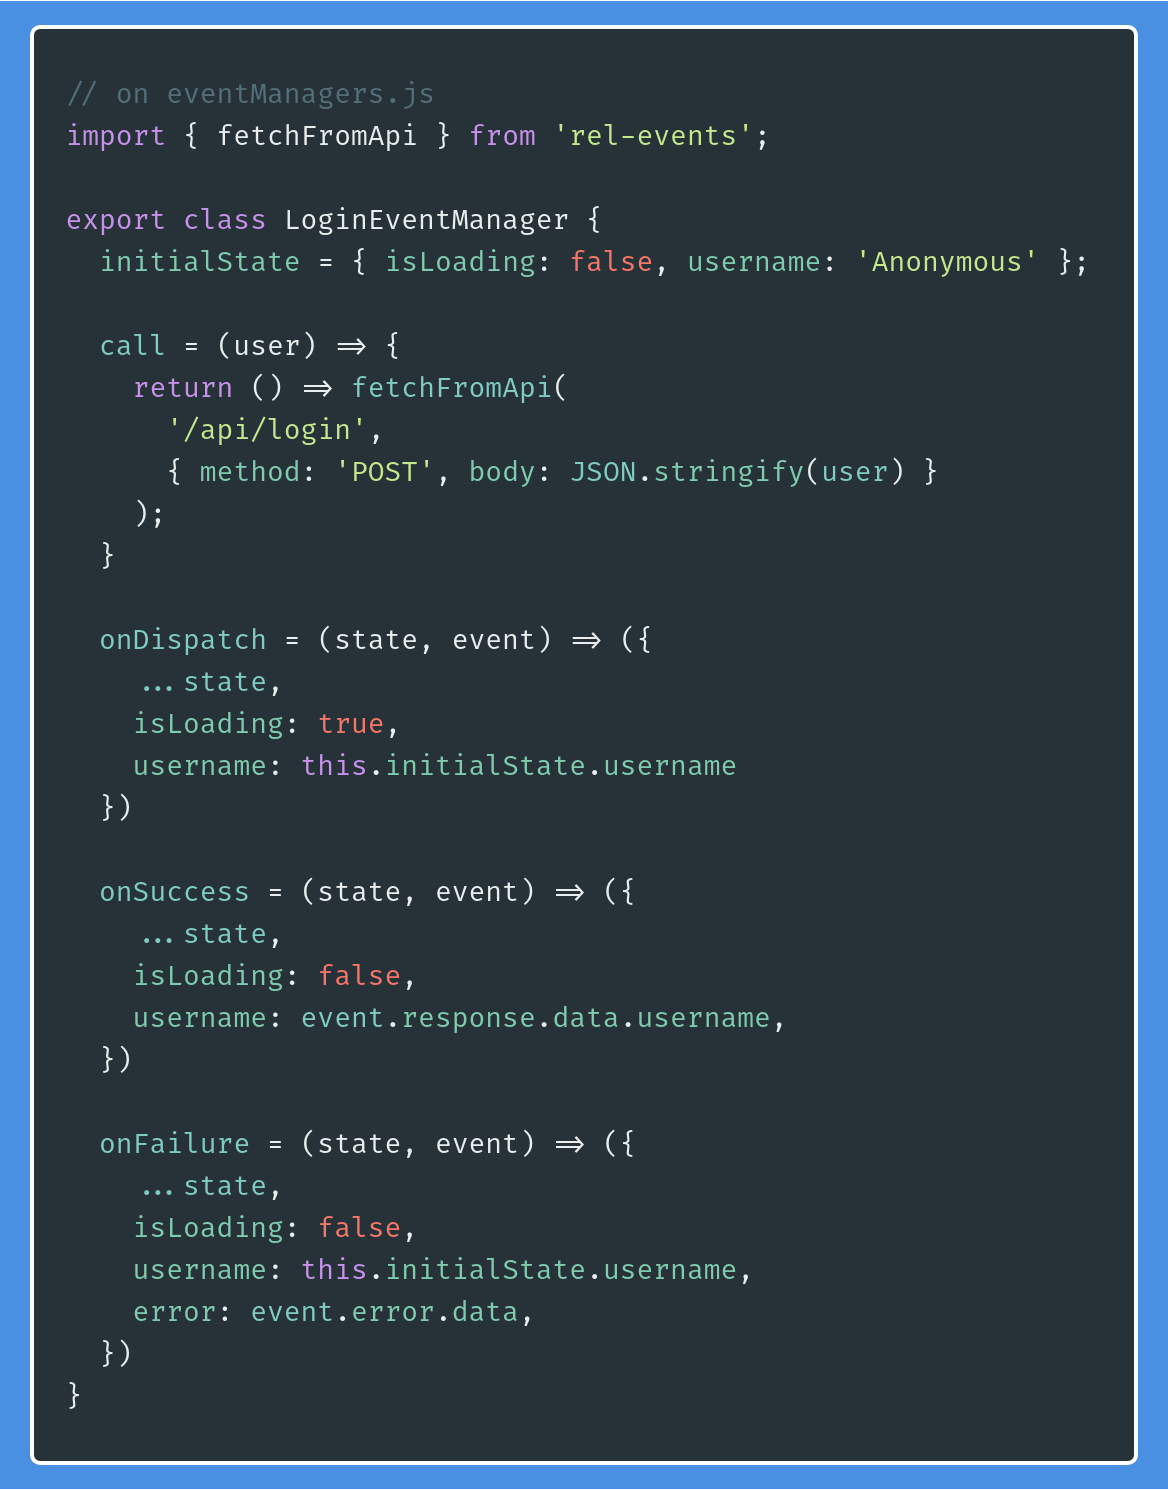 // on eventManagers.js
import { fetchFromApi } from 'rel-events';
export class LoginEventManager {
initialState = { isLoading: false, username: 'Anonymous' };
call = (user) => {
return () => fetchFromApi(
'/api/login',
{ method: 'POST', body: JSON.stringify(user) }
);
}
onDispatch = (state, event) => ({
...state,
isLoading: true,
username: this.initialState.username
})
onSuccess = (state, event) => ({
...state,
isLoading: false,
username: event.response.data.username,
})
onFailure = (state, event) => ({
...state,
isLoading: false,
username: this.initialState.username,
error: event.error.data,
})
}